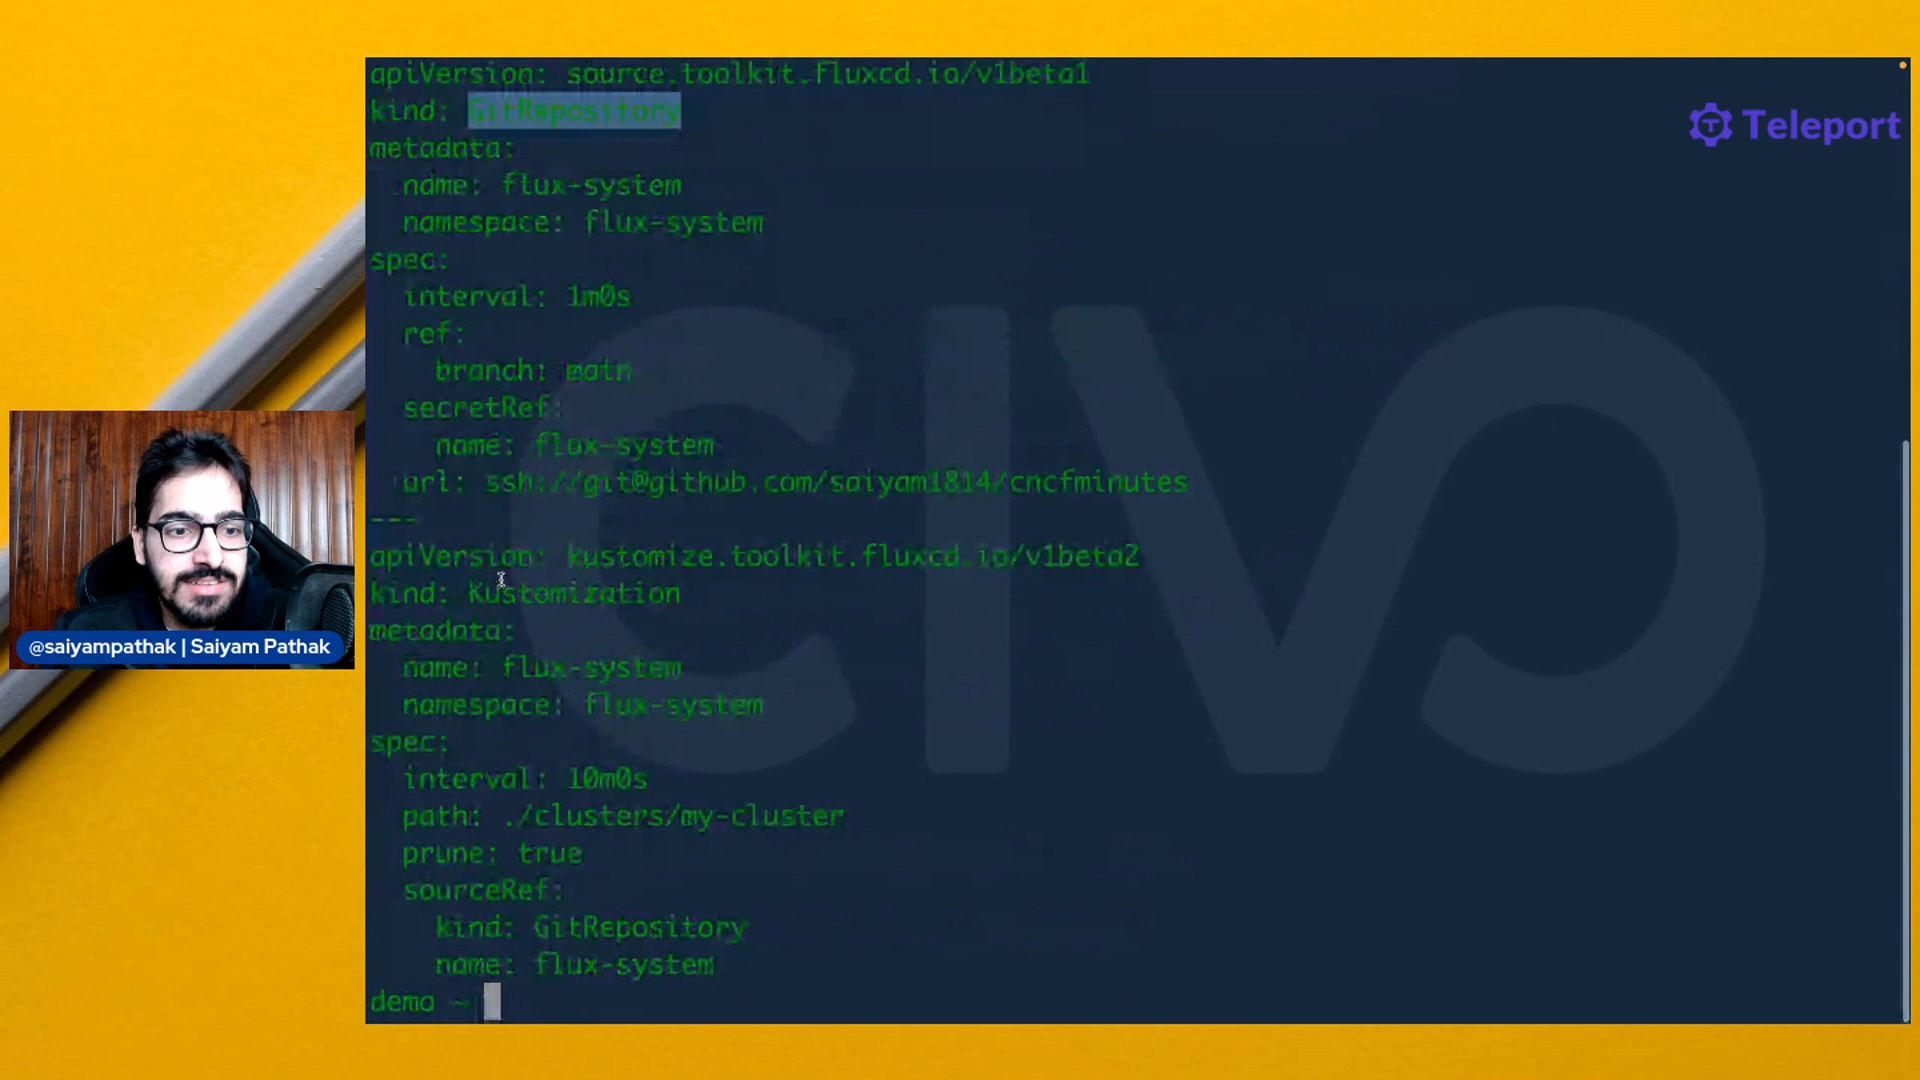 apiVersion: source.toolkit.fluxcd.io/v1beta1
kind: GitRepository
metadata:
  name: flux-system
  namespace: flux-system
spec:
  interval: 1m0s
  ref:
    branch: main
  secretRef:
    name: flux-system
  url: ssh://git@github.com/saiyam1814/cncfminutes
---
apiVersion: kustomize.toolkit.fluxcd.io/v1beta2
kind: Kustomization
metadata:
  name: flux-system
  namespace: flux-system
spec:
  interval: 10m0s
  path: ./clusters/my-cluster
  prune: true
  sourceRef:
    kind: GitRepository
    name: flux-system
demo ~
Teleport
CIVO
@saiyampathak | Saiyam Pathak